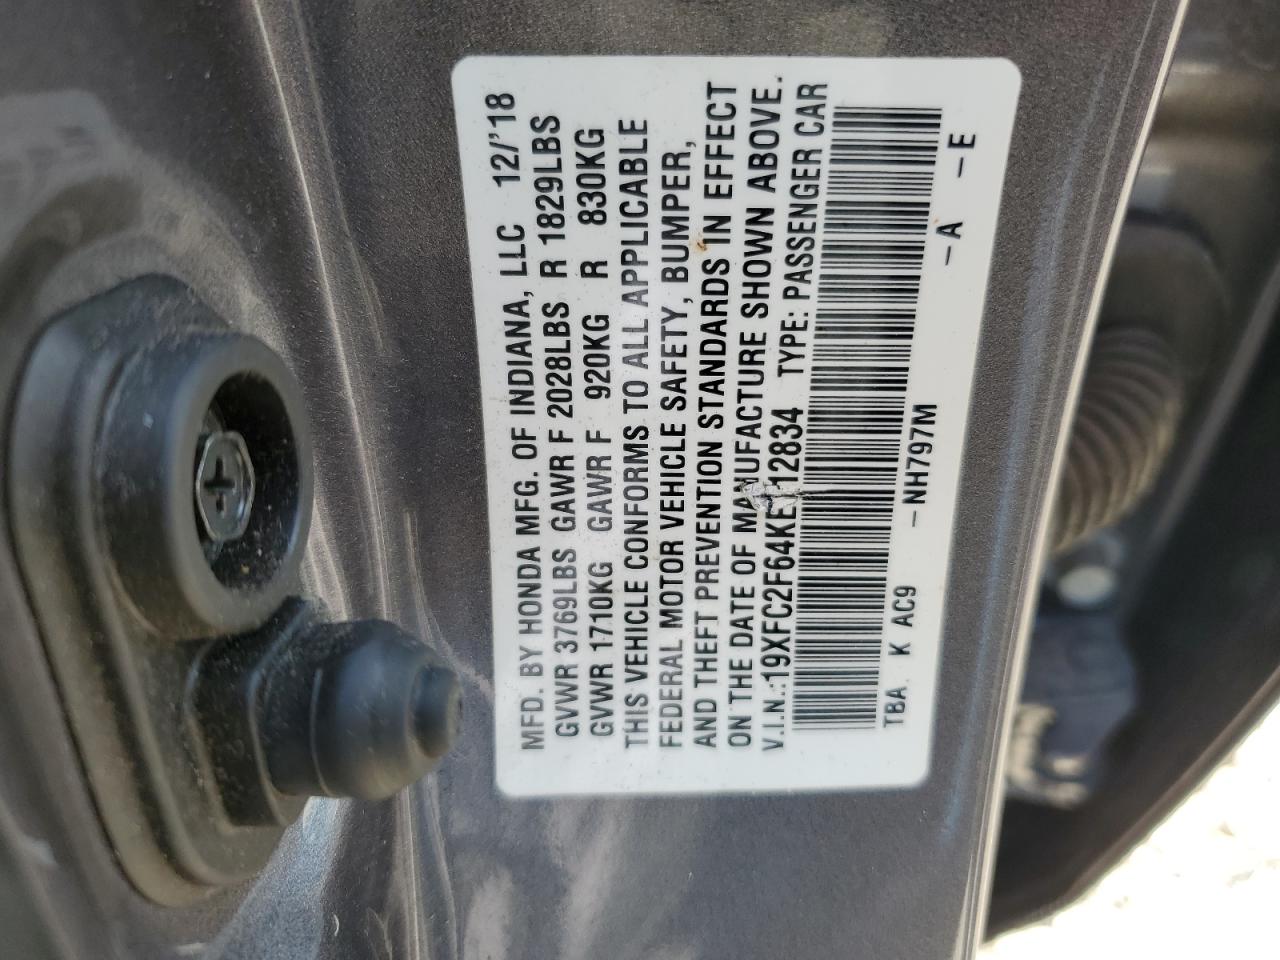 MFD. BY HONDA MFG. OF INDIANA, LLC 12/'18
GVWR 3769LBS GAWR F 2028LBS R 1829LBS
GVWR 1710KG GAWR F 920KG R 830KG
THIS VEHICLE CONFORMS TO ALL APPLICABLE
FEDERAL MOTOR VEHICLE SAFETY, BUMPER,
AND THEFT PREVENTION STANDARDS IN EFFECT
ON THE DATE OF MANUFACTURE SHOWN ABOVE.
V.I.N.: TYPE: PASSENGER CAR
TBA K AC9 -NH797M -A -E